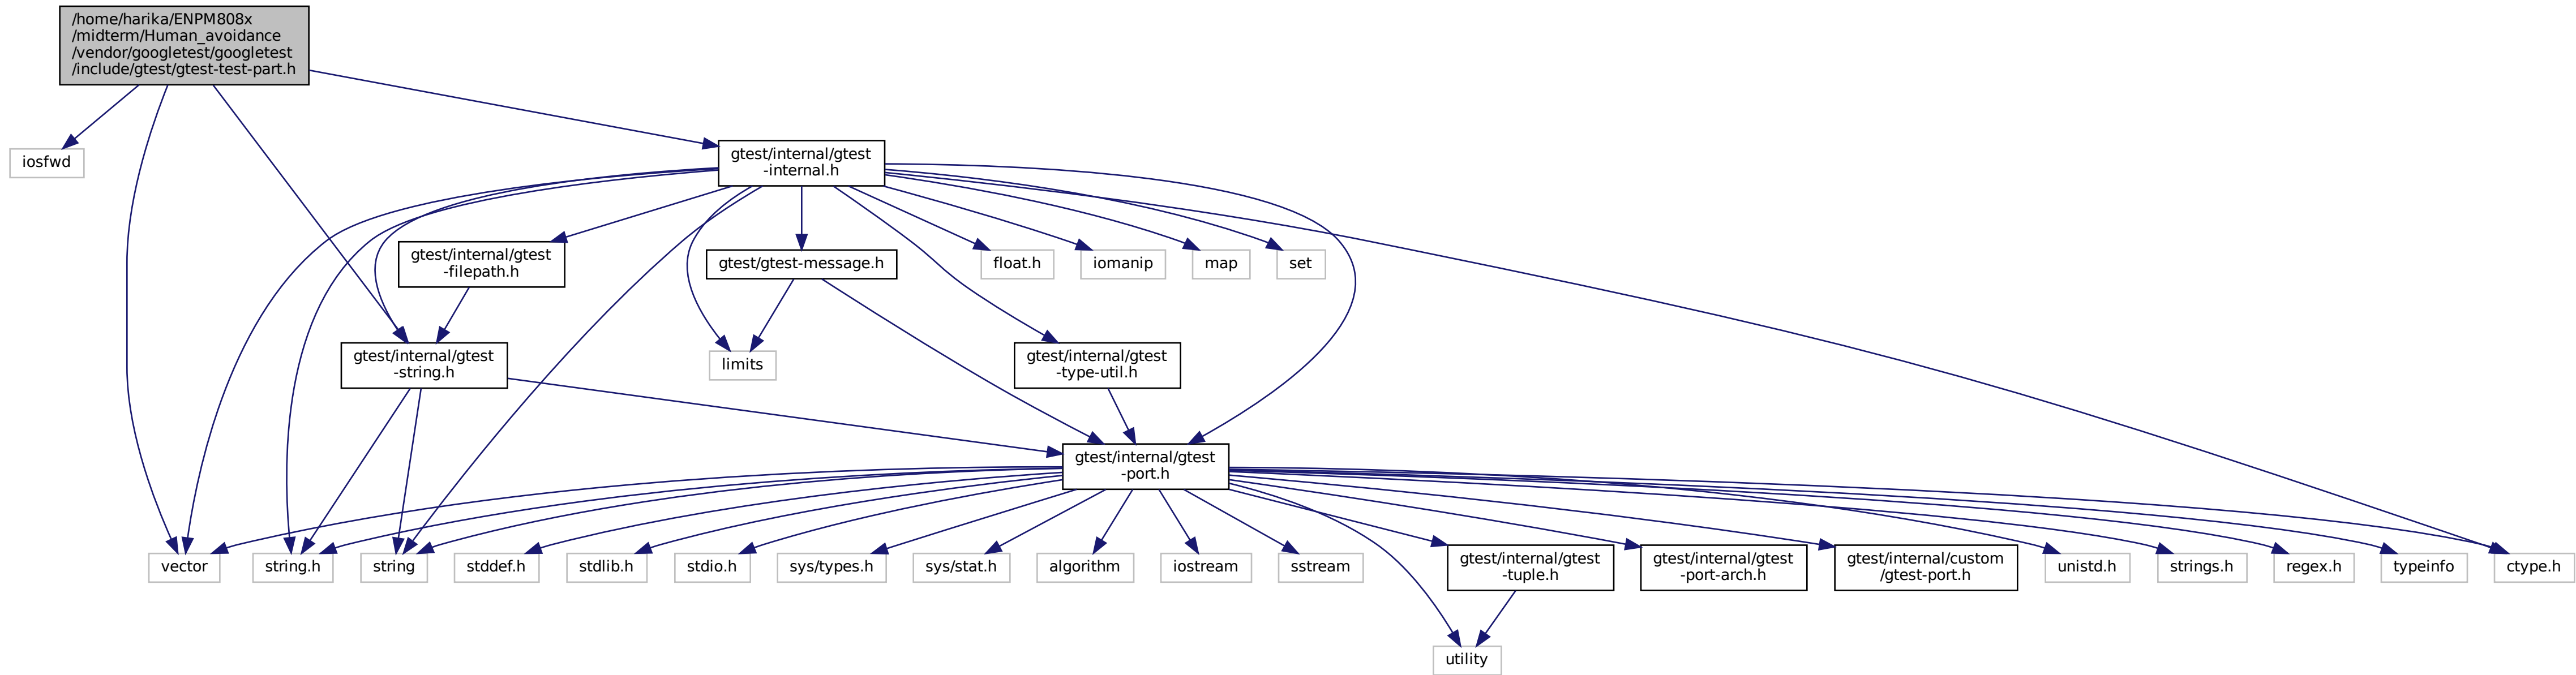 /home/harika/ENPM808x
/midterm/Human_avoidance
/vendor/googletest/googletest
/include/gtest/gtest-test-part.h
iosfwd
gtest/internal/gtest
-internal.h
gtest/internal/gtest
-filepath.h
gtest/gtest-message.h
float.h
iomanip
map
set
gtest/internal/gtest
-string.h
limits
gtest/internal/gtest
-type-util.h
gtest/internal/gtest
-port.h
vector
string.h
string
stddef.h
stdlib.h
stdio.h
sys/types.h
sys/stat.h
algorithm
iostream
sstream
gtest/internal/gtest
-tuple.h
gtest/internal/gtest
-port-arch.h
gtest/internal/custom
/gtest-port.h
unistd.h
strings.h
regex.h
typeinfo
ctype.h
utility